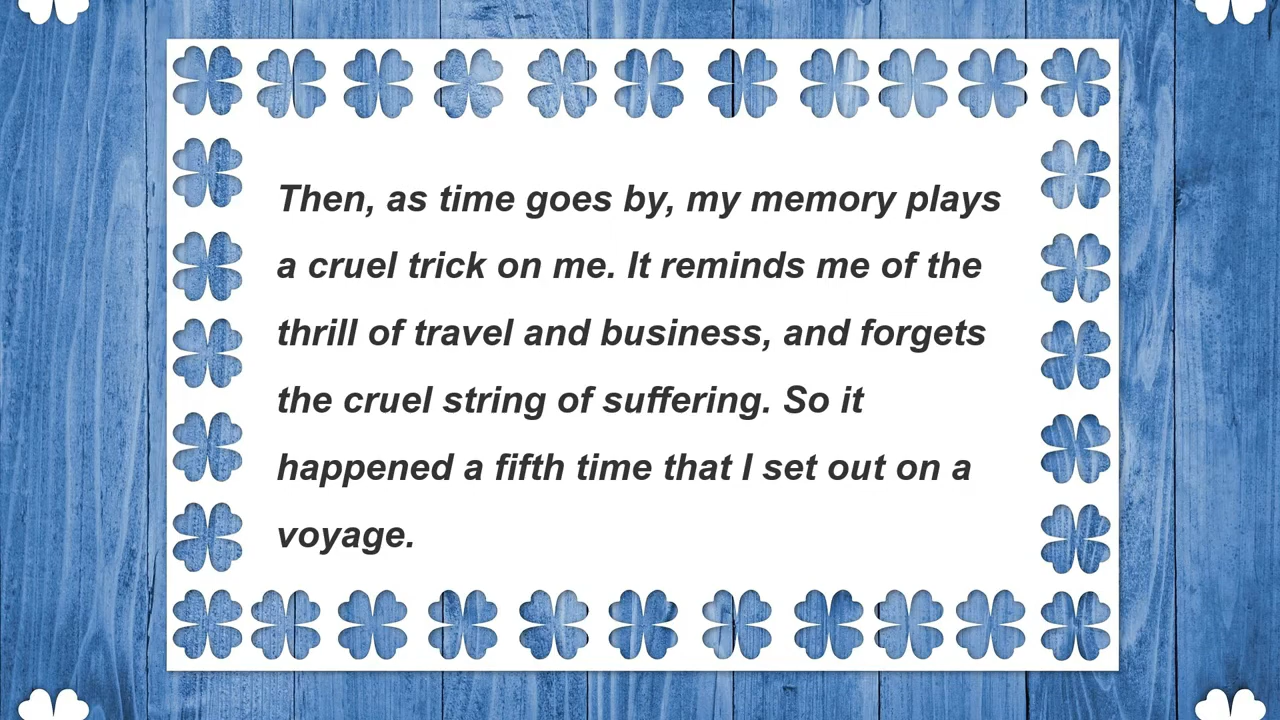 Then, as time goes by, my memory plays
a cruel trick on me. It reminds me of the
thrill of travel and business, and forgets
the cruel string of suffering. So it
happened a fifth time that I set out on a
voyage.